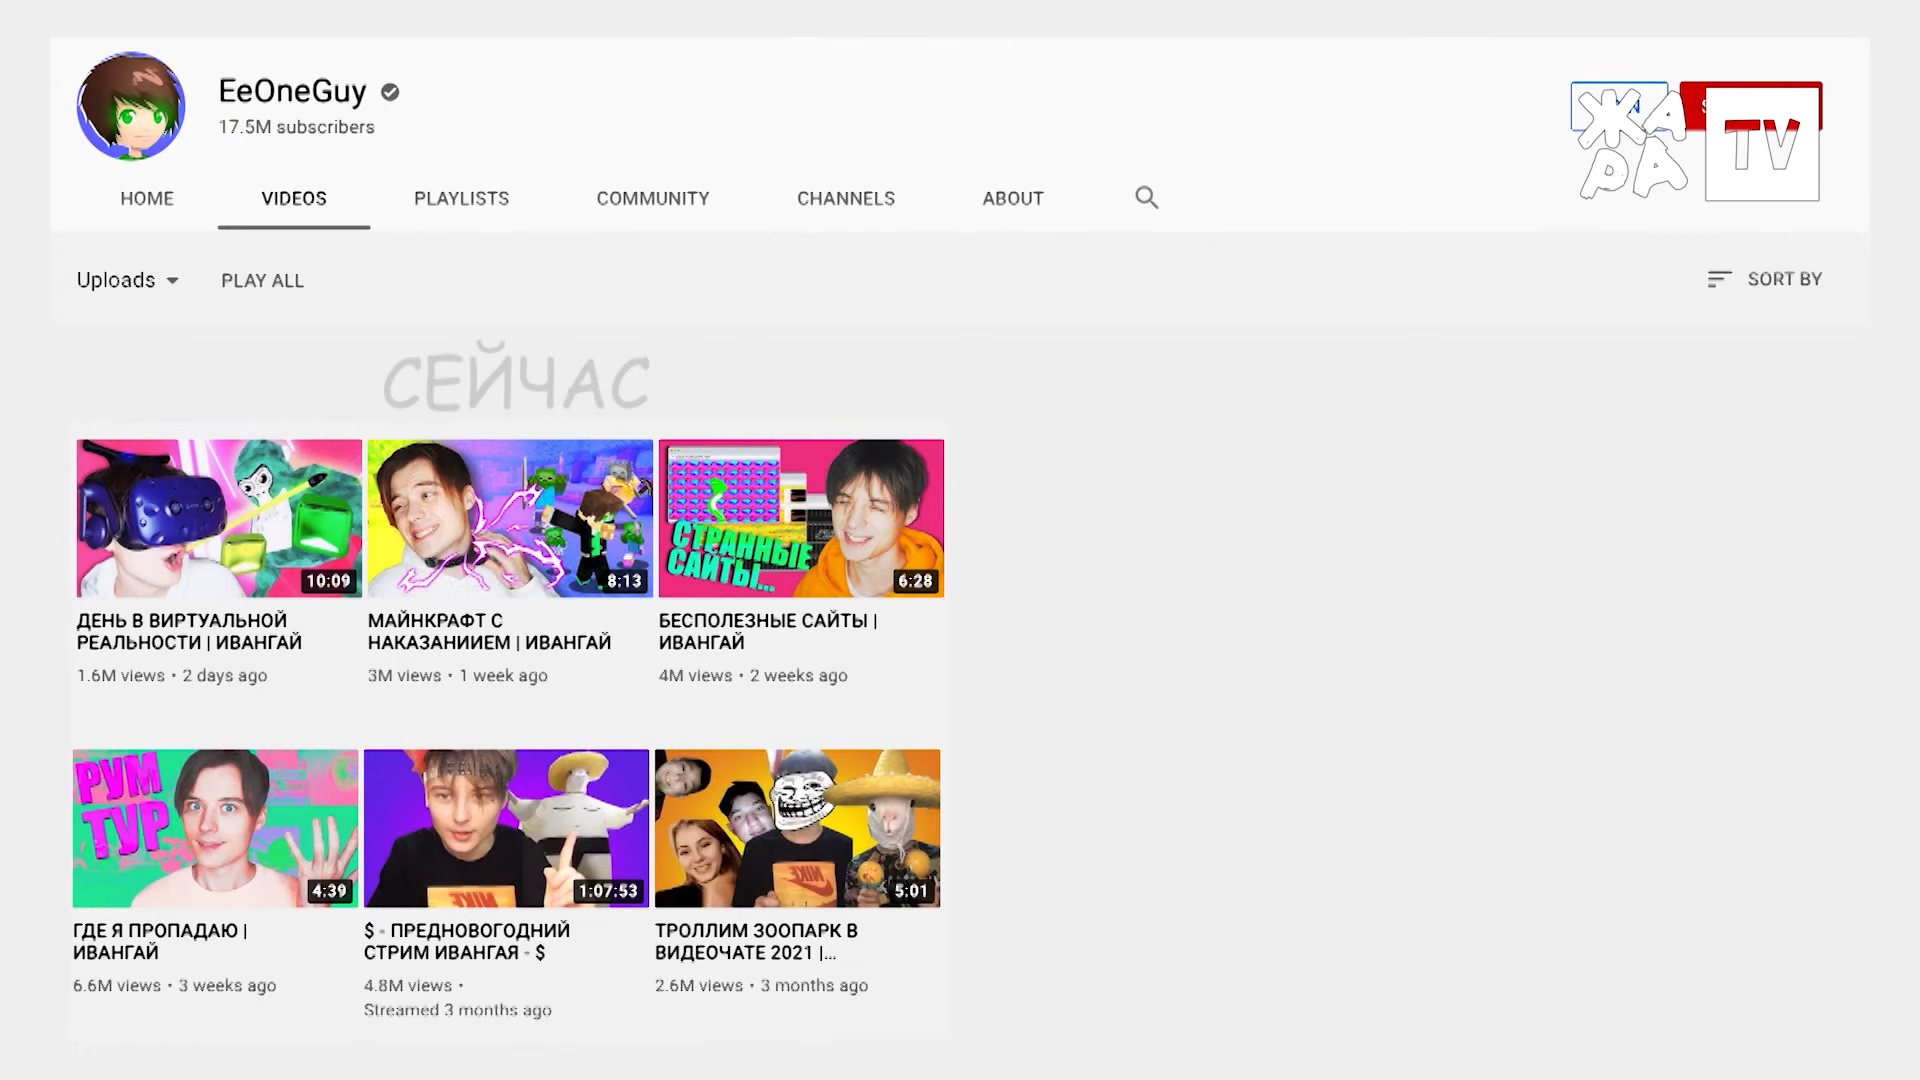 EeOneGuy
17.5M subscribers
ЖА
РА
TV
HOME VIDEOS PLAYLISTS COMMUNITY CHANNELS ABOUT
Uploads PLAY ALL SORT BY
СЕЙЧАС
10:09
8:13
СТРАННЫЕ
САЙТЫ...
6:28
ДЕНЬ В ВИРТУАЛЬНОЙ
РЕАЛЬНОСТИ | ИВАНГАЙ
1.6M views • 2 days ago
МАЙНКРАФТ С
НАКАЗАНИИЕМ | ИВАНГАЙ
3M views • 1 week ago
БЕСПОЛЕЗНЫЕ САЙТЫ |
ИВАНГАЙ
4M views • 2 weeks ago
РУМ
ТУР
4:39
NIKE
1:07:53
NIKE
5:01
ГДЕ Я ПРОПАДАЮ |
ИВАНГАЙ
6.6M views • 3 weeks ago
$ - ПРЕДНОВОГОДНИЙ
СТРИМ ИВАНГАЯ - $
4.8M views •
Streamed 3 months ago
ТРОЛЛИМ ЗООПАРК В
ВИДЕОЧАТЕ 2021 |...
2.6M views • 3 months ago